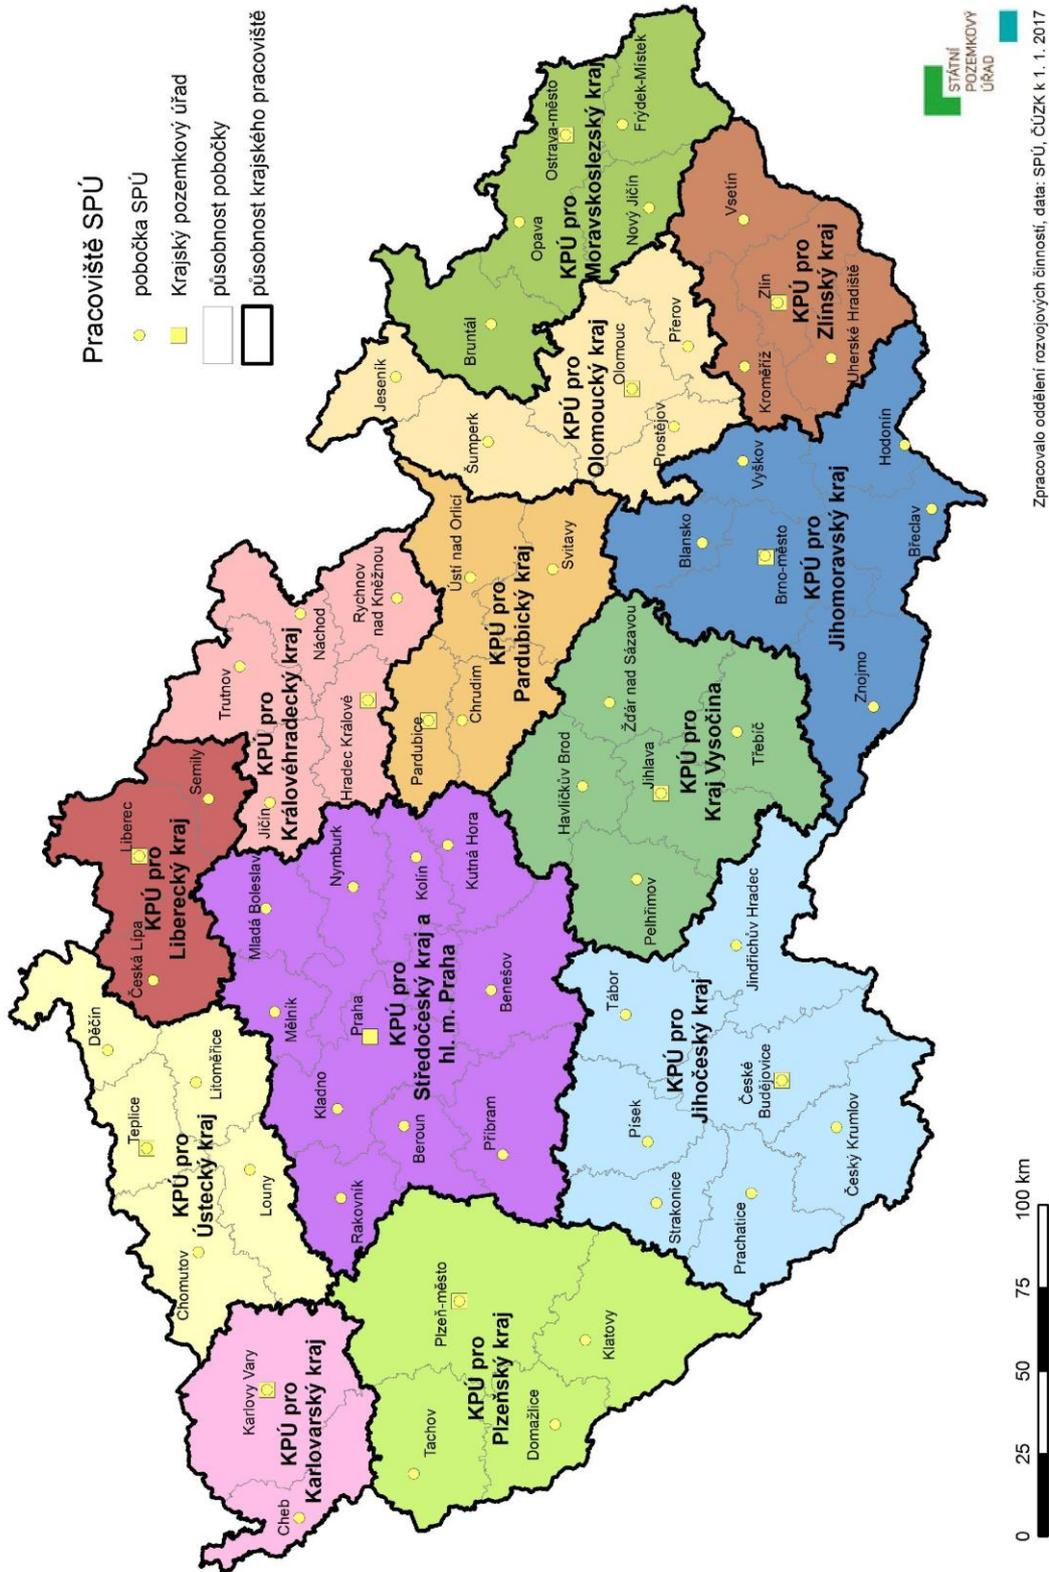 Pracoviště SPÚ
pobočka SPÚ
Krajský pozemkový úřad
působnost pobočky
působnost krajského pracoviště
Cheb
Karlovy Vary
KPÚ pro
Karlovarský kraj
Chomutov
Teplice
Děčín
Litoměřice
Louny
KPÚ pro
Ústecký kraj
Česká Lípa
Liberec
Semily
KPÚ pro
Liberecký kraj
Jičín
Trutnov
Náchod
Hradec Králové
Rychnov
nad Kněžnou
KPÚ pro
Královéhradecký kraj
Tachov
Plzeň-město
Domažlice
Klatovy
KPÚ pro
Plzeňský kraj
Rakovník
Kladno
Mělník
Mladá Boleslav
Nymburk
Beroun
Praha
Kolín
Kutná Hora
Příbram
Benešov
KPÚ pro
Středočeský kraj a
hl. m. Praha
Pardubice
Chrudim
Ústí nad Orlicí
Svitavy
KPÚ pro
Pardubický kraj
Jeseník
Šumperk
Olomouc
Prostějov
Přerov
KPÚ pro
Olomoucký kraj
Bruntál
Opava
Ostrava-město
Nový Jičín
Frýdek-Místek
KPÚ pro
Moravskoslezský kraj
Strakonice
Písek
Tábor
Prachatice
České
Budějovice
Jindřichův Hradec
Český Krumlov
KPÚ pro
Jihočeský kraj
Pelhřimov
Havlíčkův Brod
Žďár nad Sázavou
Jihlava
Třebíč
KPÚ pro
Kraj Vysočina
Blansko
Vyškov
Brno-město
Znojmo
Břeclav
Hodonín
KPÚ pro
Jihomoravský kraj
Kroměříž
Zlín
Vsetín
Uherské Hradiště
KPÚ pro
Zlínský kraj
0 25 50 75 100 km
STÁTNÍ
POZEMKOVÝ
ÚŘAD
Zpracovalo oddělení rozvojových činností, data: SPÚ, ČÚZK k 1. 1. 2017